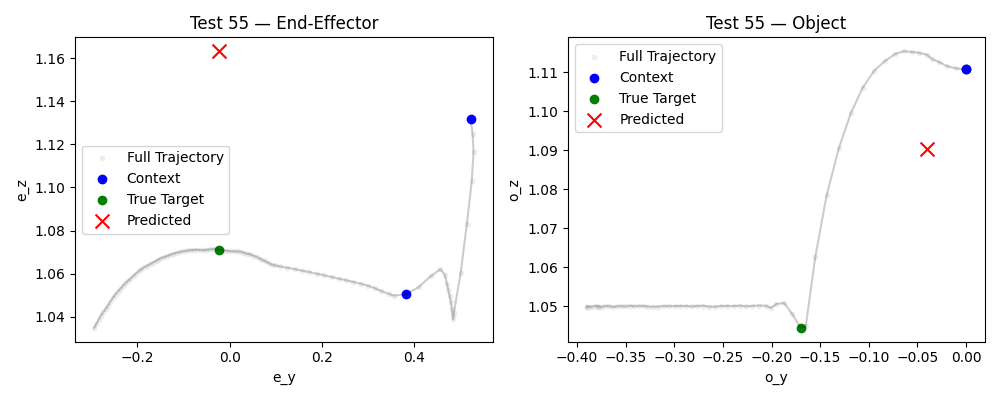 Test 55 — End-Effector
1.16
1.14
1.12
1.10
1.08
1.06
1.04
e_z
Full Trajectory
Context
True Target
Predicted
−0.2
0.0
0.2
0.4
e_y
Test 55 — Object
1.11
1.10
1.09
1.08
1.07
1.06
1.05
o_z
Full Trajectory
Context
True Target
Predicted
−0.40
−0.35
−0.30
−0.25
−0.20
−0.15
−0.10
−0.05
0.00
o_y